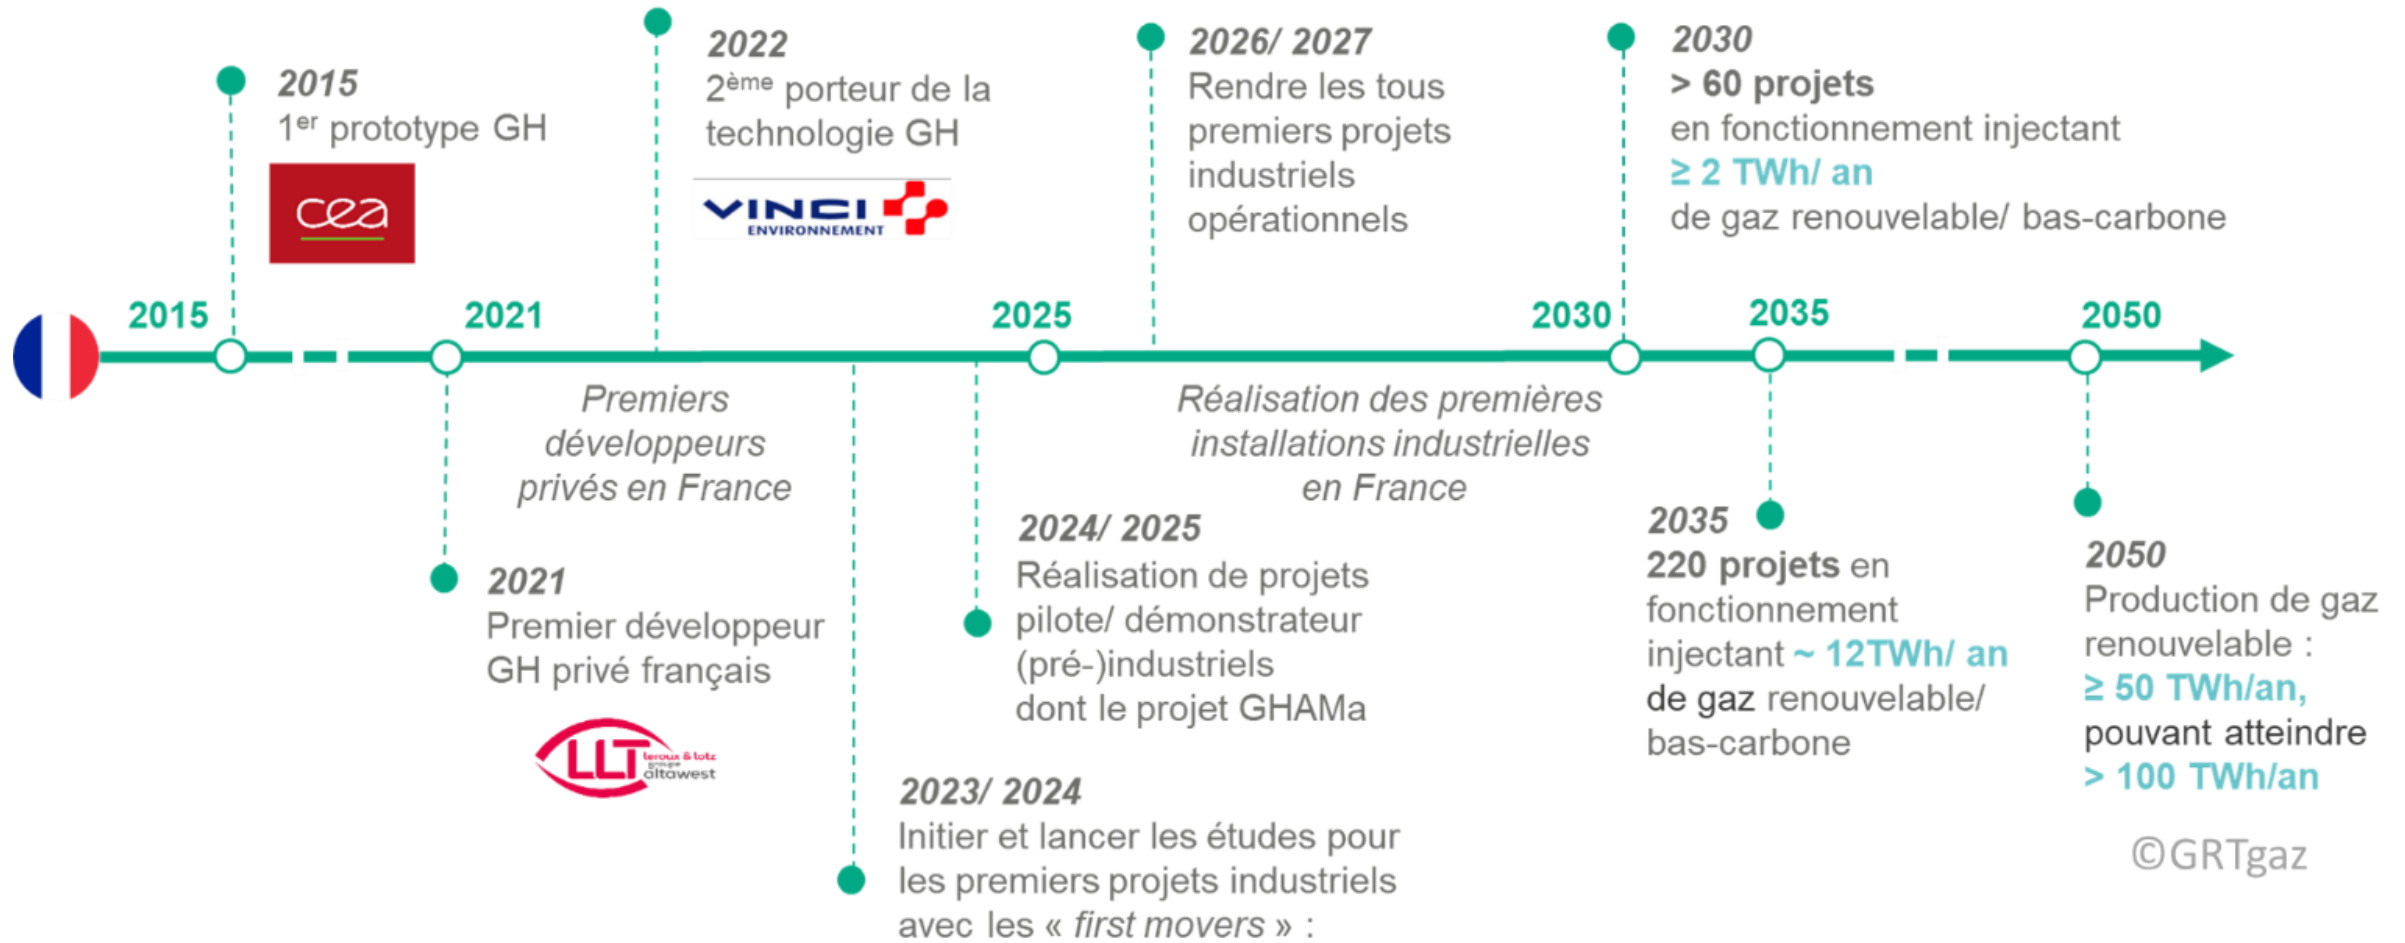 2015
1er prototype GH
cea
2022
2ème porteur de la
technologie GH
VINCI
ENVIRONNEMENT
2026/ 2027
Rendre les tous
premiers projets
industriels
opérationnels
2030
> 60 projets
en fonctionnement injectant
≥ 2 TWh/ an
de gaz renouvelable/ bas-carbone
2015
2021
2025
2030
2035
2050
Premiers
développeurs
privés en France
Réalisation des premières
installations industrielles
en France
2021
Premier développeur
GH privé français
LLT
leroux & lotz
groupe
altawest
2023/ 2024
Initier et lancer les études pour
les premiers projets industriels
avec les « first movers » :
2024/ 2025
Réalisation de projets
pilote/ démonstrateur
(pré-)industriels
dont le projet GHAMa
2035
220 projets en
fonctionnement
injectant ~ 12TWh/ an
de gaz renouvelable/
bas-carbone
2050
Production de gaz
renouvelable :
≥ 50 TWh/an,
pouvant atteindre
> 100 TWh/an
©GRTgaz